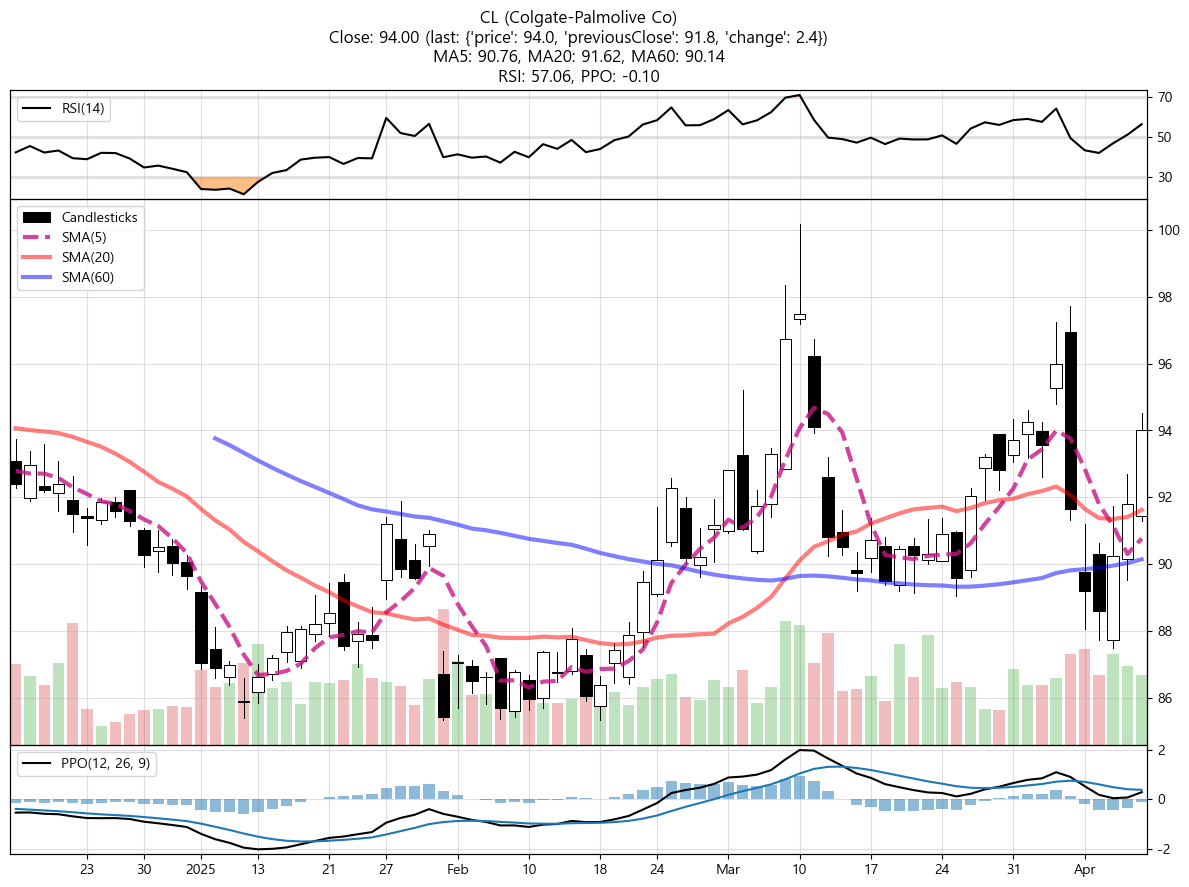 CL (Colgate-Palmolive Co)
Close: 94.00 (last: {'price': 94.0, 'previousClose': 91.8, 'change': 2.4})
MA5: 90.76, MA20: 91.62, MA60: 90.14
RSI: 57.06, PPO: -0.10
RSI(14)
70
50
30
Candlesticks
SMA(5)
SMA(20)
SMA(60)
100
98
96
94
92
90
88
86
PPO(12, 26, 9)
2
0
-2
23 30 2025 13 21 27 Feb 10 18 24 Mar 10 17 24 31 Apr